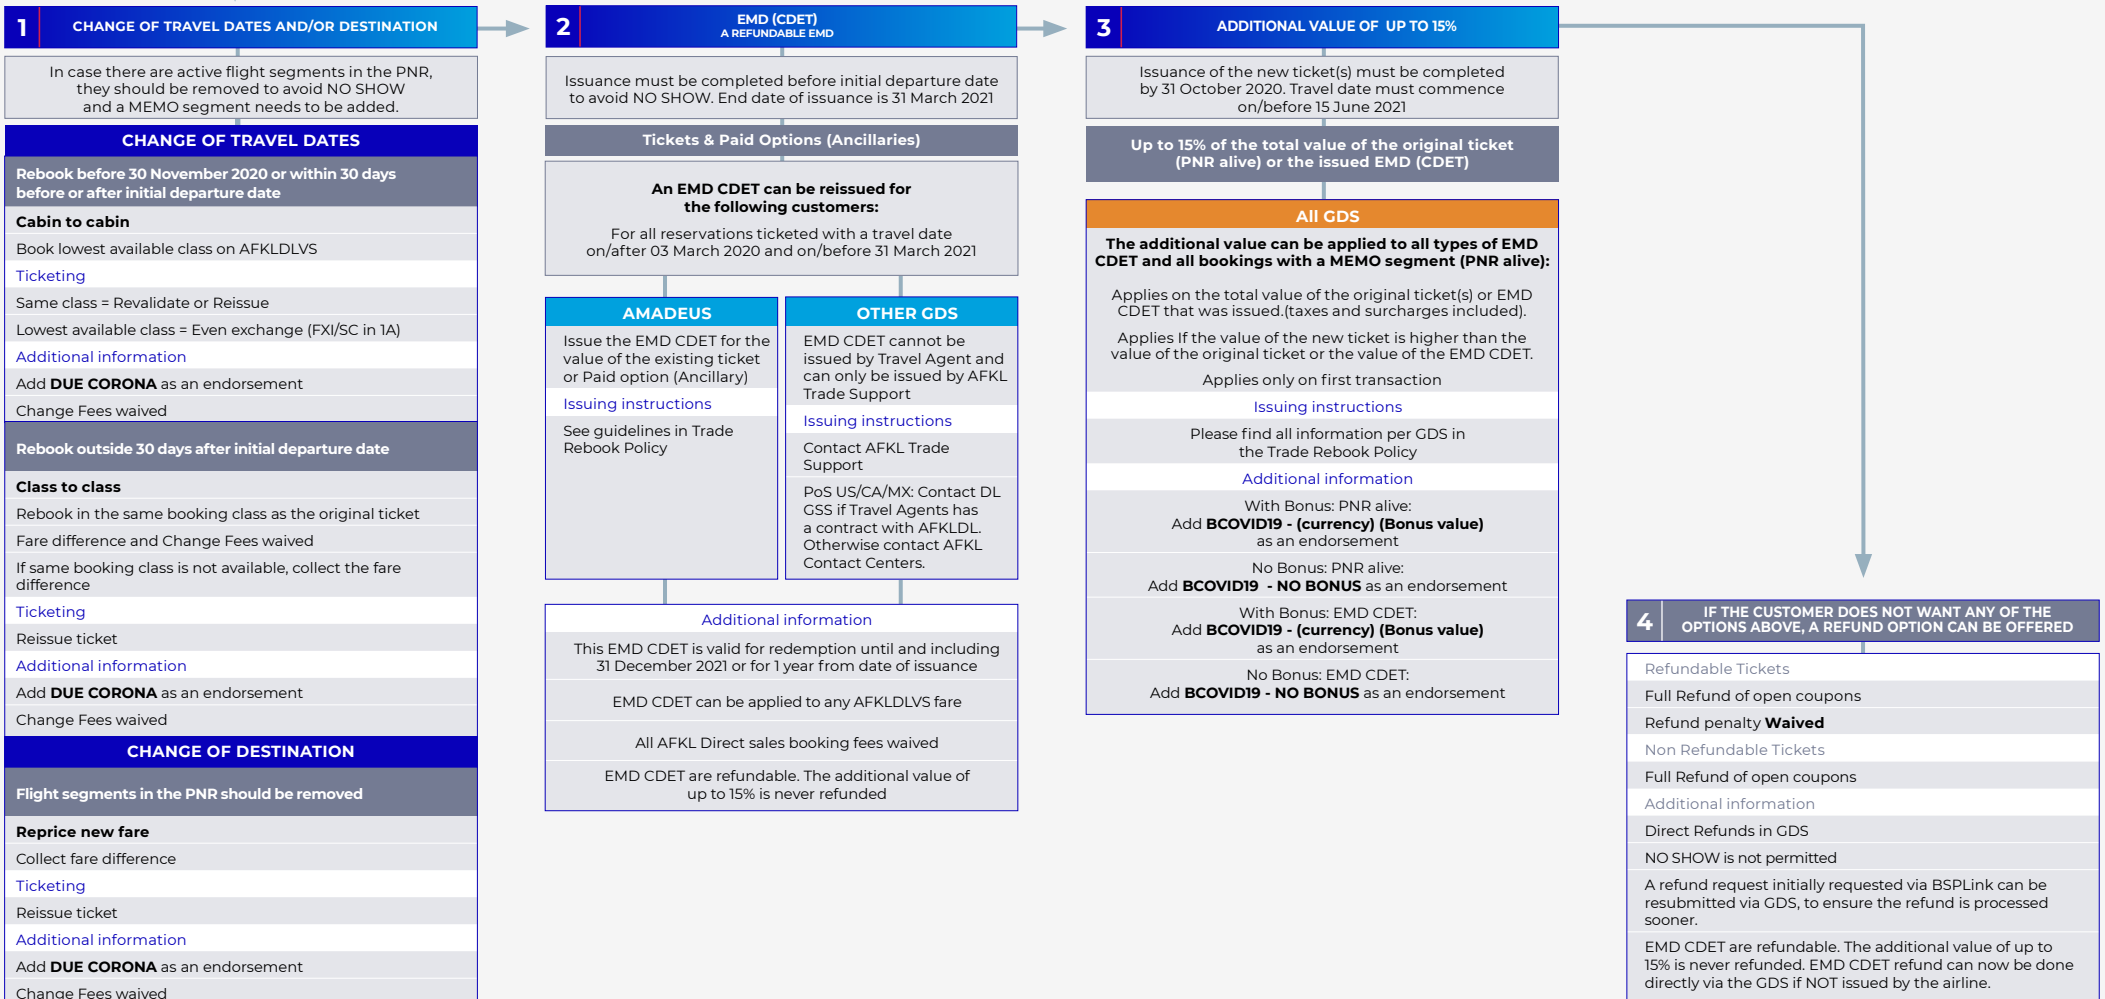 1
CHANGE OF TRAVEL DATES AND/OR DESTINATION
In case there are active flight segments in the PNR,
they should be removed to avoid NO SHOW
and a MEMO segment needs to be added.
CHANGE OF TRAVEL DATES
Rebook before 30 November 2020 or within 30 days
before or after initial departure date
Cabin to cabin
Book lowest available class on AFKLDLVS
Ticketing
Same class = Revalidate or Reissue
Lowest available class = Even exchange (FXI/SC in 1A)
Additional information
Add DUE CORONA as an endorsement
Change Fees waived
Rebook outside 30 days after initial departure date
Class to class
Rebook in the same booking class as the original ticket
Fare difference and Change Fees waived
If same booking class is not available, collect the fare
difference
Ticketing
Reissue ticket
Additional information
Add DUE CORONA as an endorsement
Change Fees waived
CHANGE OF DESTINATION
Flight segments in the PNR should be removed
Reprice new fare
Collect fare difference
Ticketing
Reissue ticket
Additional information
Add DUE CORONA as an endorsement
Change Fees waived
2
EMD (CDET)
A REFUNDABLE EMD
Issuance must be completed before initial departure date
to avoid NO SHOW. End date of issuance is 31 March 2021
Tickets & Paid Options (Ancillaries)
An EMD CDET can be reissued for
the following customers:
For all reservations ticketed with a travel date
on/after 03 March 2020 and on/before 31 March 2021
AMADEUS
Issue the EMD CDET for the
value of the existing ticket
or Paid option (Ancillary)
Issuing instructions
See guidelines in Trade
Rebook Policy
OTHER GDS
EMD CDET cannot be
issued by Travel Agent and
can only be issued by AFKL
Trade Support
Issuing instructions
Contact AFKL Trade
Support
PoS US/CA/MX: Contact DL
GSS if Travel Agents has
a contract with AFKLDL.
Otherwise contact AFKL
Contact Centers.
Additional information
This EMD CDET is valid for redemption until and including
31 December 2021 or for 1 year from date of issuance
EMD CDET can be applied to any AFKLDLVS fare
All AFKL Direct sales booking fees waived
EMD CDET are refundable. The additional value of
up to 15% is never refunded
3
ADDITIONAL VALUE OF UP TO 15%
Issuance of the new ticket(s) must be completed
by 31 October 2020. Travel date must commence
on/before 15 June 2021
Up to 15% of the total value of the original ticket
(PNR alive) or the issued EMD (CDET)
All GDS
The additional value can be applied to all types of EMD
CDET and all bookings with a MEMO segment (PNR alive):
Applies on the total value of the original ticket(s) or EMD
CDET that was issued.(taxes and surcharges included).
Applies If the value of the new ticket is higher than the
value of the original ticket or the value of the EMD CDET.
Applies only on first transaction
Issuing instructions
Please find all information per GDS in
the Trade Rebook Policy
Additional information
With Bonus: PNR alive:
Add BCOVID19 - (currency) (Bonus value)
as an endorsement
No Bonus: PNR alive:
Add BCOVID19 - NO BONUS as an endorsement
With Bonus: EMD CDET:
Add BCOVID19 - (currency) (Bonus value)
as an endorsement
No Bonus: EMD CDET:
Add BCOVID19 - NO BONUS as an endorsement
4
IF THE CUSTOMER DOES NOT WANT ANY OF THE
OPTIONS ABOVE, A REFUND OPTION CAN BE OFFERED
Refundable Tickets
Full Refund of open coupons
Refund penalty Waived
Non Refundable Tickets
Full Refund of open coupons
Additional information
Direct Refunds in GDS
NO SHOW is not permitted
A refund request initially requested via BSPLink can be
resubmitted via GDS, to ensure the refund is processed
sooner.
EMD CDET are refundable. The additional value of up to
15% is never refunded. EMD CDET refund can now be done
directly via the GDS if NOT issued by the airline.